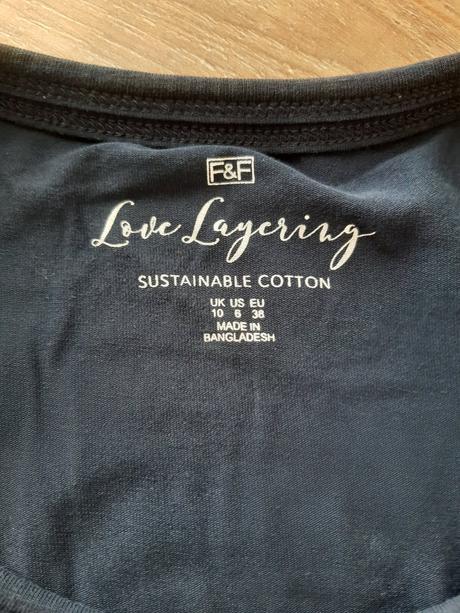 F&F
Love Layering
SUSTAINABLE COTTON
UK US EU
10 6 38
MADE IN
BANGLADESH